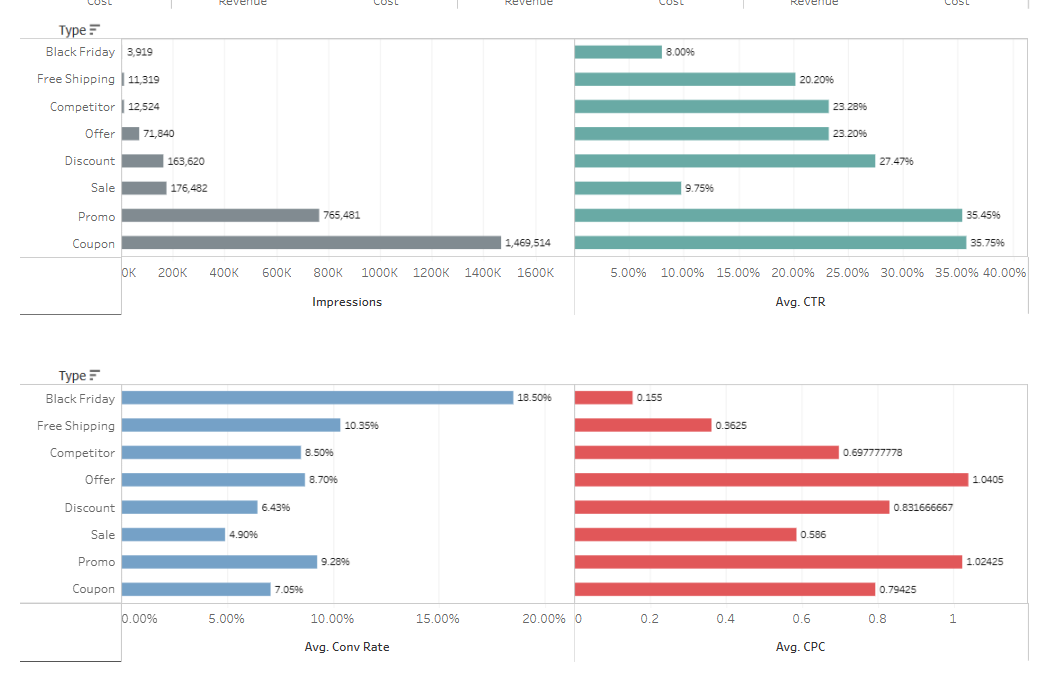 Cost Revenue Cost Revenue Cost Revenue Cost
Type
Black Friday 3,919 8.00%
Free Shipping 11,319 20.20%
Competitor 12,524 23.28%
Offer 71,840 23.20%
Discount 163,620 27.47%
Sale 176,482 9.75%
Promo 765,481 35.45%
Coupon 1,469,514 35.75%
0K 200K 400K 600K 800K 1000K 1200K 1400K 1600K 5.00% 10.00% 15.00% 20.00% 25.00% 30.00% 35.00% 40.00%
Impressions Avg. CTR
Type
Black Friday 18.50% 0.155
Free Shipping 10.35% 0.3625
Competitor 8.50% 0.697777778
Offer 8.70% 1.0405
Discount 6.43% 0.831666667
Sale 4.90% 0.586
Promo 9.28% 1.02425
Coupon 7.05% 0.79425
0.00% 5.00% 10.00% 15.00% 20.00% 0 0.2 0.4 0.6 0.8 1
Avg. Conv Rate Avg. CPC